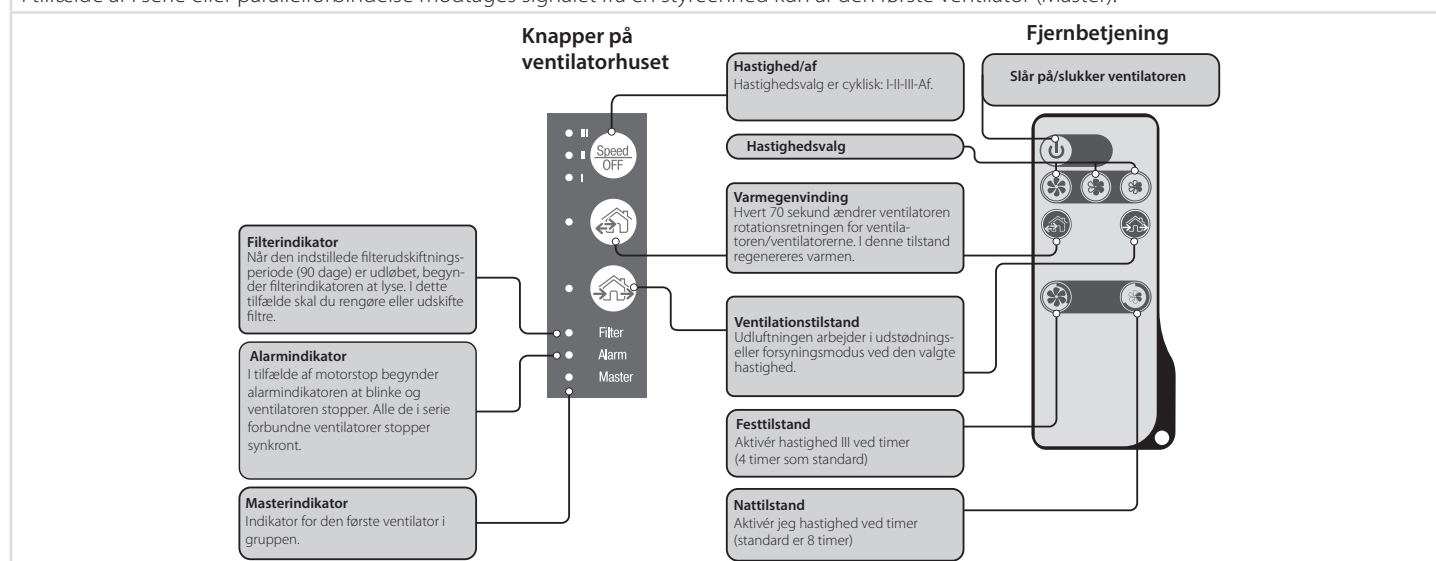 Knapper på
ventilatorhuset
Fjernbetjening
Hastighed/af
Hastighedsvalg er cyklisk: I-II-III-Af.
Slår på/slukker ventilatoren
III
II
I
Speed
OFF
Hastighedsvalg
Varmegenvinding
Hvert 70 sekund ændrer ventilatoren
rotationsretningen for ventila-
toren/ventilatorerne. I denne tilstand
regenereres varmen.
Filterindikator
Når den indstillede filterudskiftnings-
periode (90 dage) er udløbet, begyn-
der filterindikatoren at lyse. I dette
tilfælde skal du rengøre eller udskifte
filtre.
Ventilationstilstand
Udluftningen arbejder i udstødnings-
eller forsyningsmodus ved den valgte
hastighed.
Filter
Alarm
Master
Alarmindikator
I tilfælde af motorstop begynder
alarmindikatoren at blinke og
ventilatoren stopper. Alle de i serie
forbundne ventilatorer stopper
synkront.
Festtilstand
Aktivér hastighed III ved timer
(4 timer som standard)
Masterindikator
Indikator for den første ventilator i
gruppen.
Nattilstand
Aktivér jeg hastighed ved timer
(standard er 8 timer)